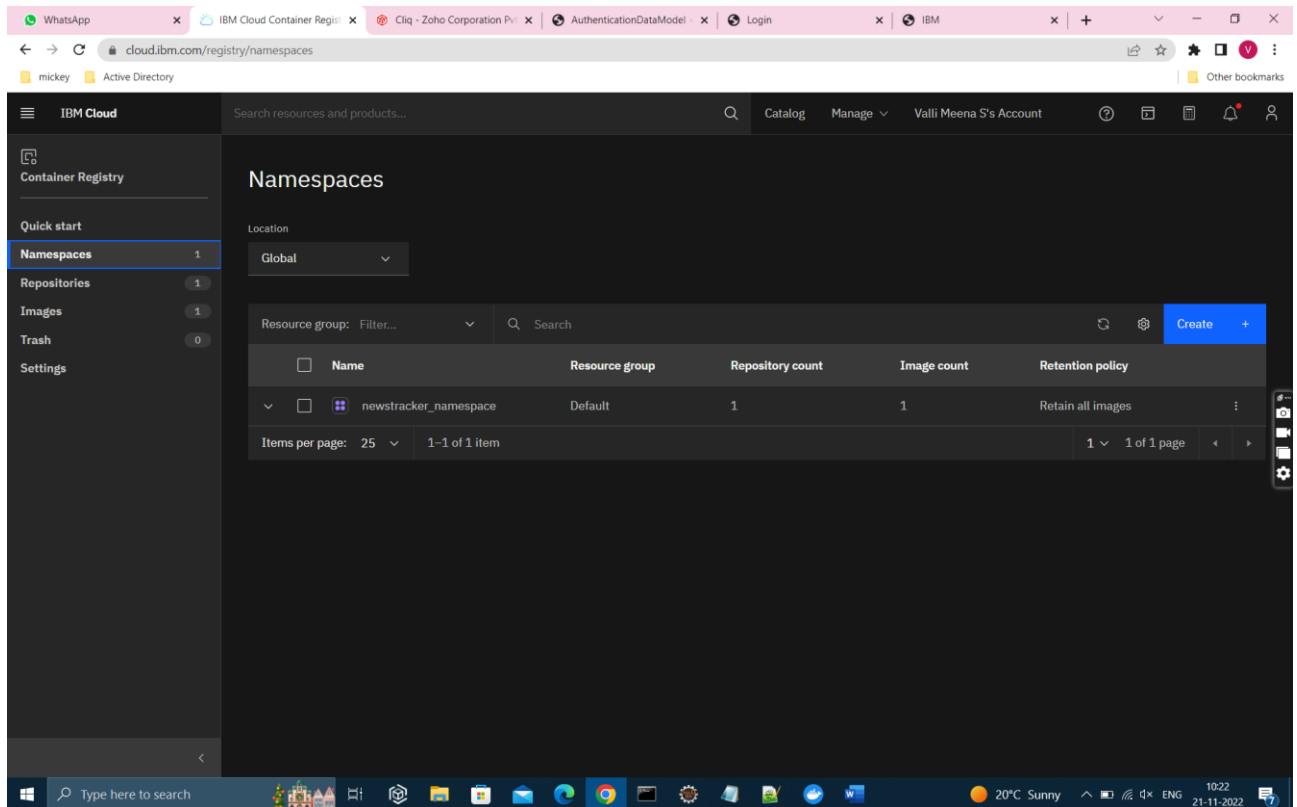 WhatsApp
IBM Cloud Container Regist
Cliq - Zoho Corporation Pvt
AuthenticationDataModel -
Login
IBM
cloud.ibm.com/registry/namespaces
V
mickey
Active Directory
Other bookmarks
IBM Cloud
Search resources and products...
Catalog
Manage
Valli Meena S's Account
Container Registry
Quick start
Namespaces 1
Repositories 1
Images 1
Trash 0
Settings
Namespaces
Location
Global
Resource group: Filter...
Search
Create +
Name Resource group Repository count Image count Retention policy
newstracker_namespace Default 1 1 Retain all images
Items per page: 25 1–1 of 1 item 1 1 of 1 page
Type here to search
20°C Sunny
ENG
10:22
21-11-2022